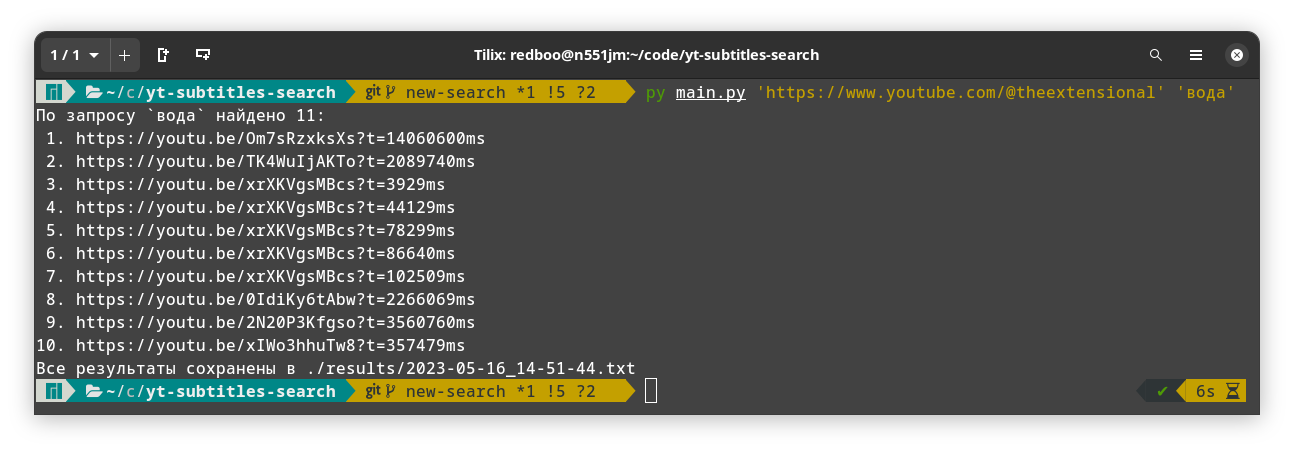 1 / 1
Tilix: redboo@n551jm:~/code/yt-subtitles-search
~/c/yt-subtitles-search git new-search *1 !5 ?2 py main.py 'https://www.youtube.com/@theextensional' 'вода'
По запросу `вода` найдено 11:
1. https://youtu.be/Om7sRzxksXs?t=14060600ms
2. https://youtu.be/TK4WuIjAKTo?t=2089740ms
3. https://youtu.be/xrXKVgsMBcs?t=3929ms
4. https://youtu.be/xrXKVgsMBcs?t=44129ms
5. https://youtu.be/xrXKVgsMBcs?t=78299ms
6. https://youtu.be/xrXKVgsMBcs?t=86640ms
7. https://youtu.be/xrXKVgsMBcs?t=102509ms
8. https://youtu.be/0IdiKy6tAbw?t=2266069ms
9. https://youtu.be/2N20P3Kfgso?t=3560760ms
10. https://youtu.be/xIWo3hhuTw8?t=357479ms
Все результаты сохранены в ./results/2023-05-16_14-51-44.txt
~/c/yt-subtitles-search git new-search *1 !5 ?2 ✔ 6s